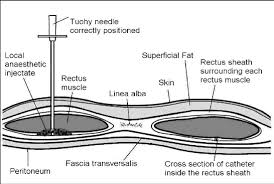 Tuchy needle
correctly positioned
Local
anaesthetic
injectate
Rectus
muscle
Linea alba
Superficial Fat
Skin
Rectus sheath
surrounding each
rectus muscle
Peritoneum
Fascia transversalis
Cross section of catheter
inside the rectus sheath